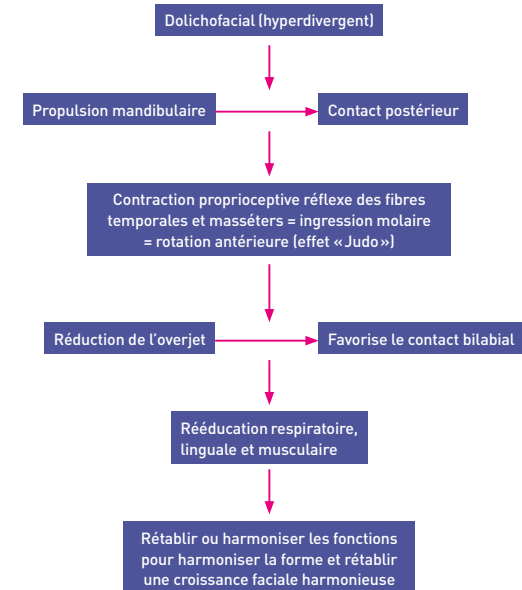 Dolichofacial (hyperdivergent)
Propulsion mandibulaire
Contact postérieur
Contraction proprioceptive réflexe des fibres
temporales et masséters = ingression molaire
= rotation antérieure (effet «Judo»)
Réduction de l'overjet
Favorise le contact bilabial
Rééducation respiratoire,
linguale et musculaire
Rétablir ou harmoniser les fonctions
pour harmoniser la forme et rétablir
une croissance faciale harmonieuse